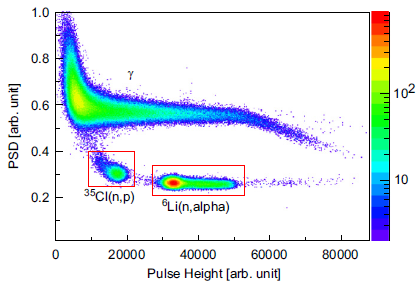 1.0
0.8
0.6
0.4
0.2
PSD [arb. unit]
γ
³⁵Cl(n,p)
⁶Li(n,alpha)
0
20000
40000
60000
80000
Pulse Height [arb. unit]
10²
10